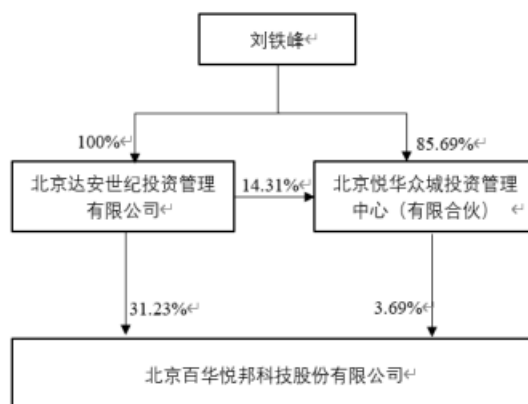 刘铁峰
100%
85.69%
北京达安世纪投资管理
有限公司
14.31%
北京悦华众城投资管理
中心（有限合伙）
31.23%
3.69%
北京百华悦邦科技股份有限公司